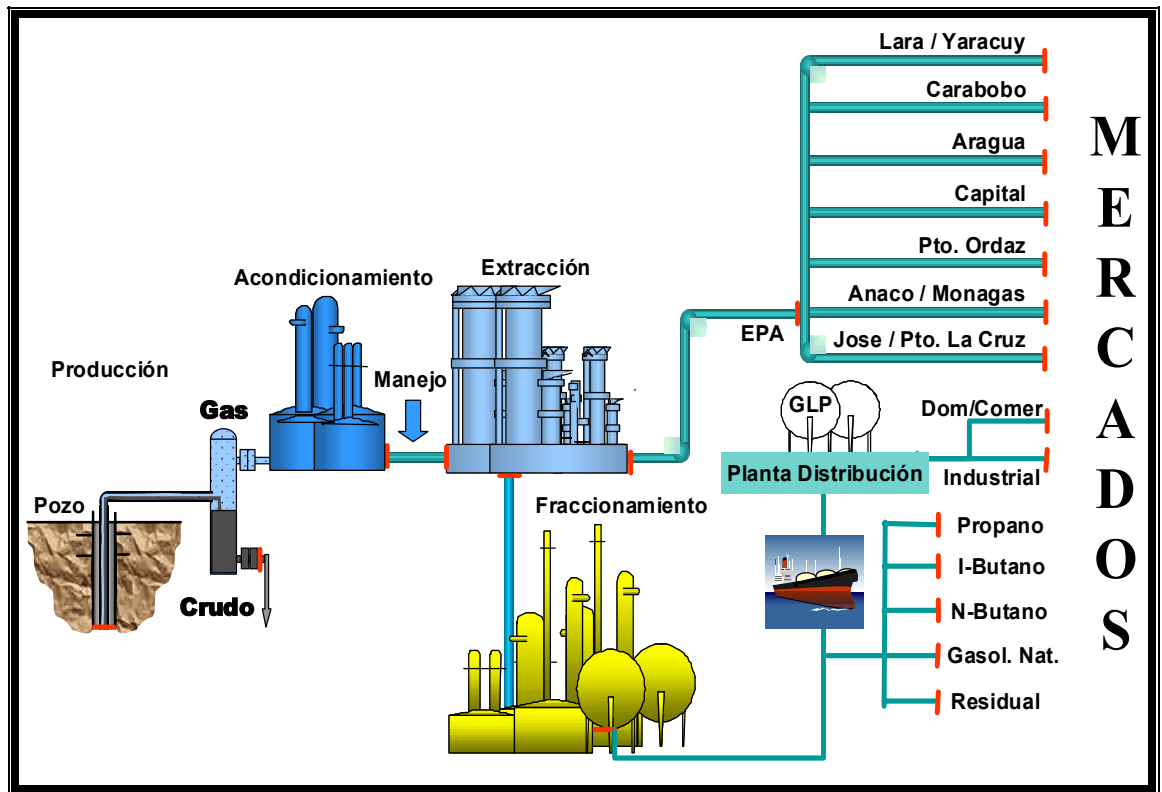 Lara / Yaracuy
Carabobo
Aragua
Capital
Pto. Ordaz
Anaco / Monagas
Jose / Pto. La Cruz
EPA
MERCADOS
Acondicionamiento
Extracción
Manejo
Producción
Gas
Pozo
Crudo
Fraccionamiento
GLP
Planta Distribución
Dom/Comer
Industrial
Propano
I-Butano
N-Butano
Gasol. Nat.
Residual